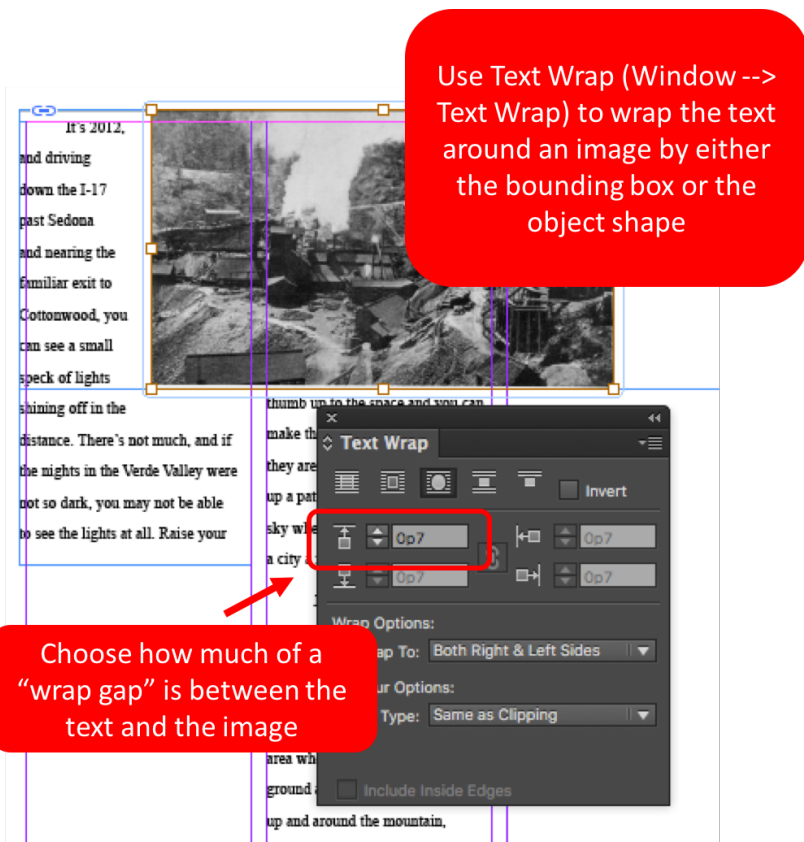 Use Text Wrap (Window -->
Text Wrap) to wrap the text
around an image by either
the bounding box or the
object shape
It's 2012,
and driving
down the I-17
past Sedona
and nearing the
familiar exit to
Cottonwood, you
can see a small
speck of lights
shining off in the
distance. There's not much, and if
the nights in the Verde Valley were
not so dark, you may not be able
to see the lights at all. Raise your
thumb up to the space and you can
make th
they are
up a pat
sky whe
a city a
Text Wrap
Invert
0p7
0p7
0p7
0p7
Wrap Options:
ap To: Both Right & Left Sides
ur Options:
Type: Same as Clipping
Include Inside Edges
Choose how much of a
“wrap gap” is between the
text and the image
area wh
ground
up and around the mountain,